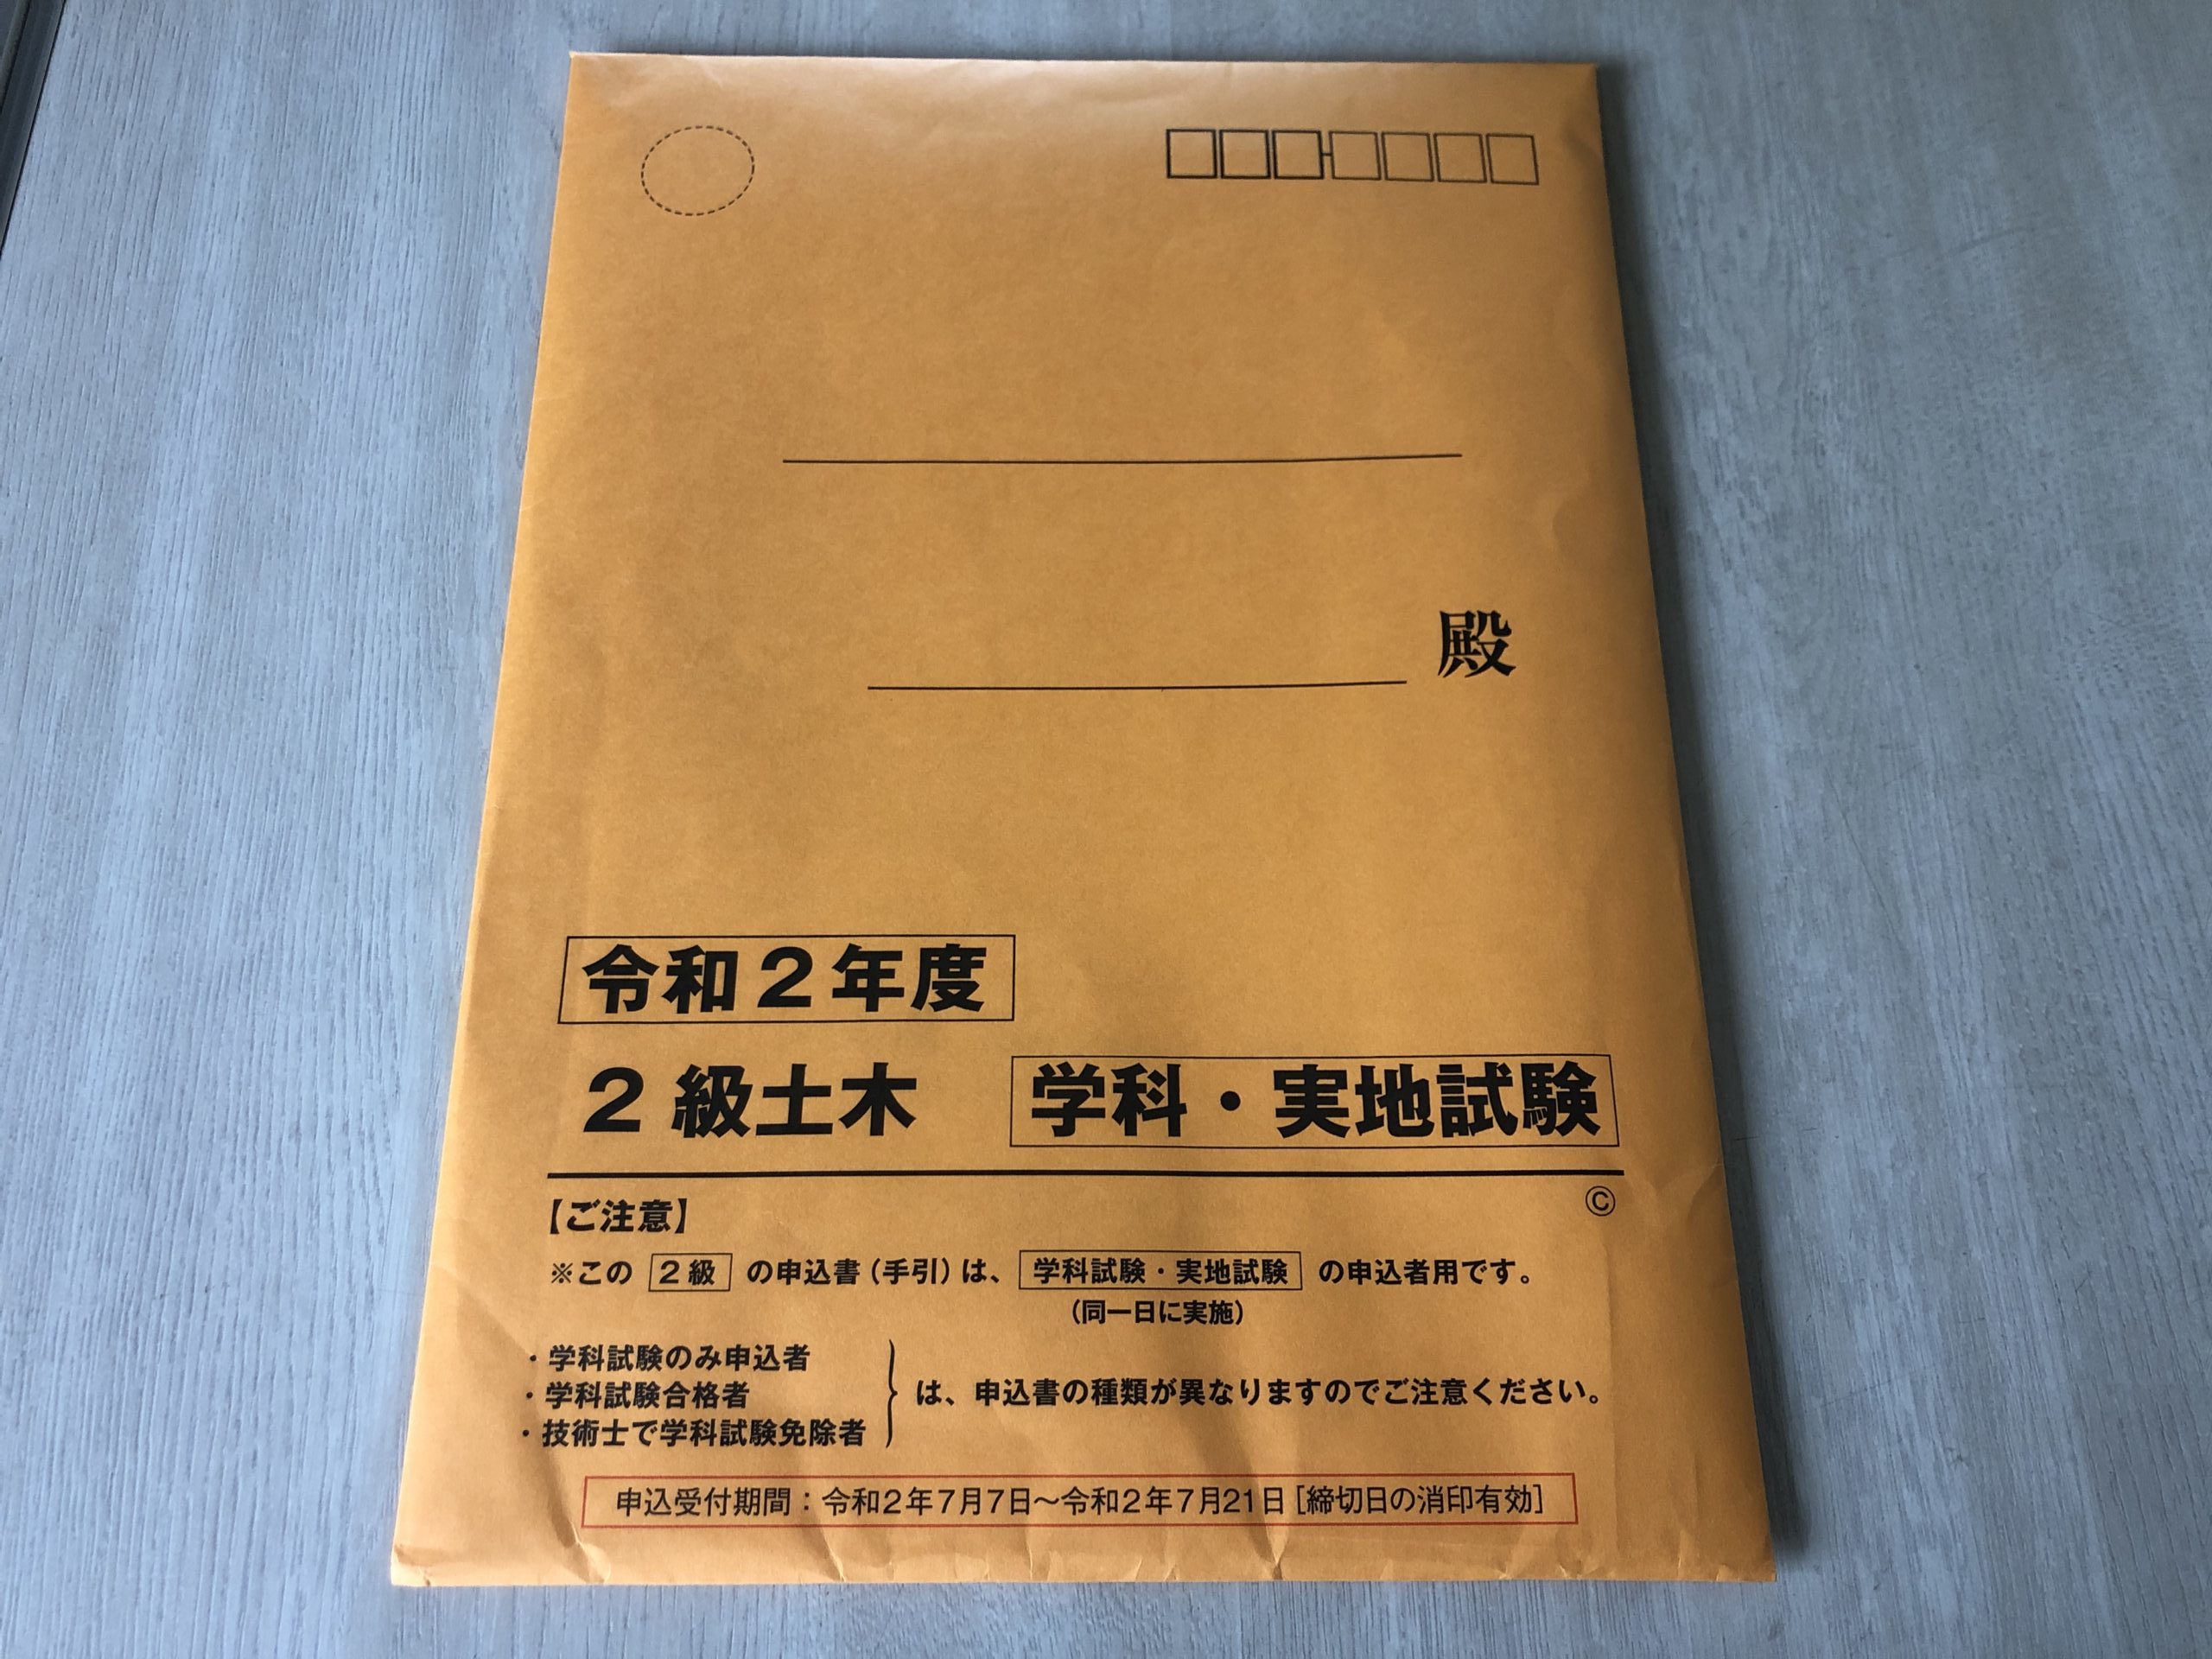 殿
令和２年度
２級土木 学科・実地試験
©
【ご注意】
※この 2級 の申込書（手引）は、 学科試験・実地試験 の申込者用です。
（同一日に実施）
・学科試験のみ申込者
・学科試験合格者
・技術士で学科試験免除者
は、申込書の種類が異なりますのでご注意ください。
申込受付期間：令和2年7月7日～令和2年7月21日［締切日の消印有効］